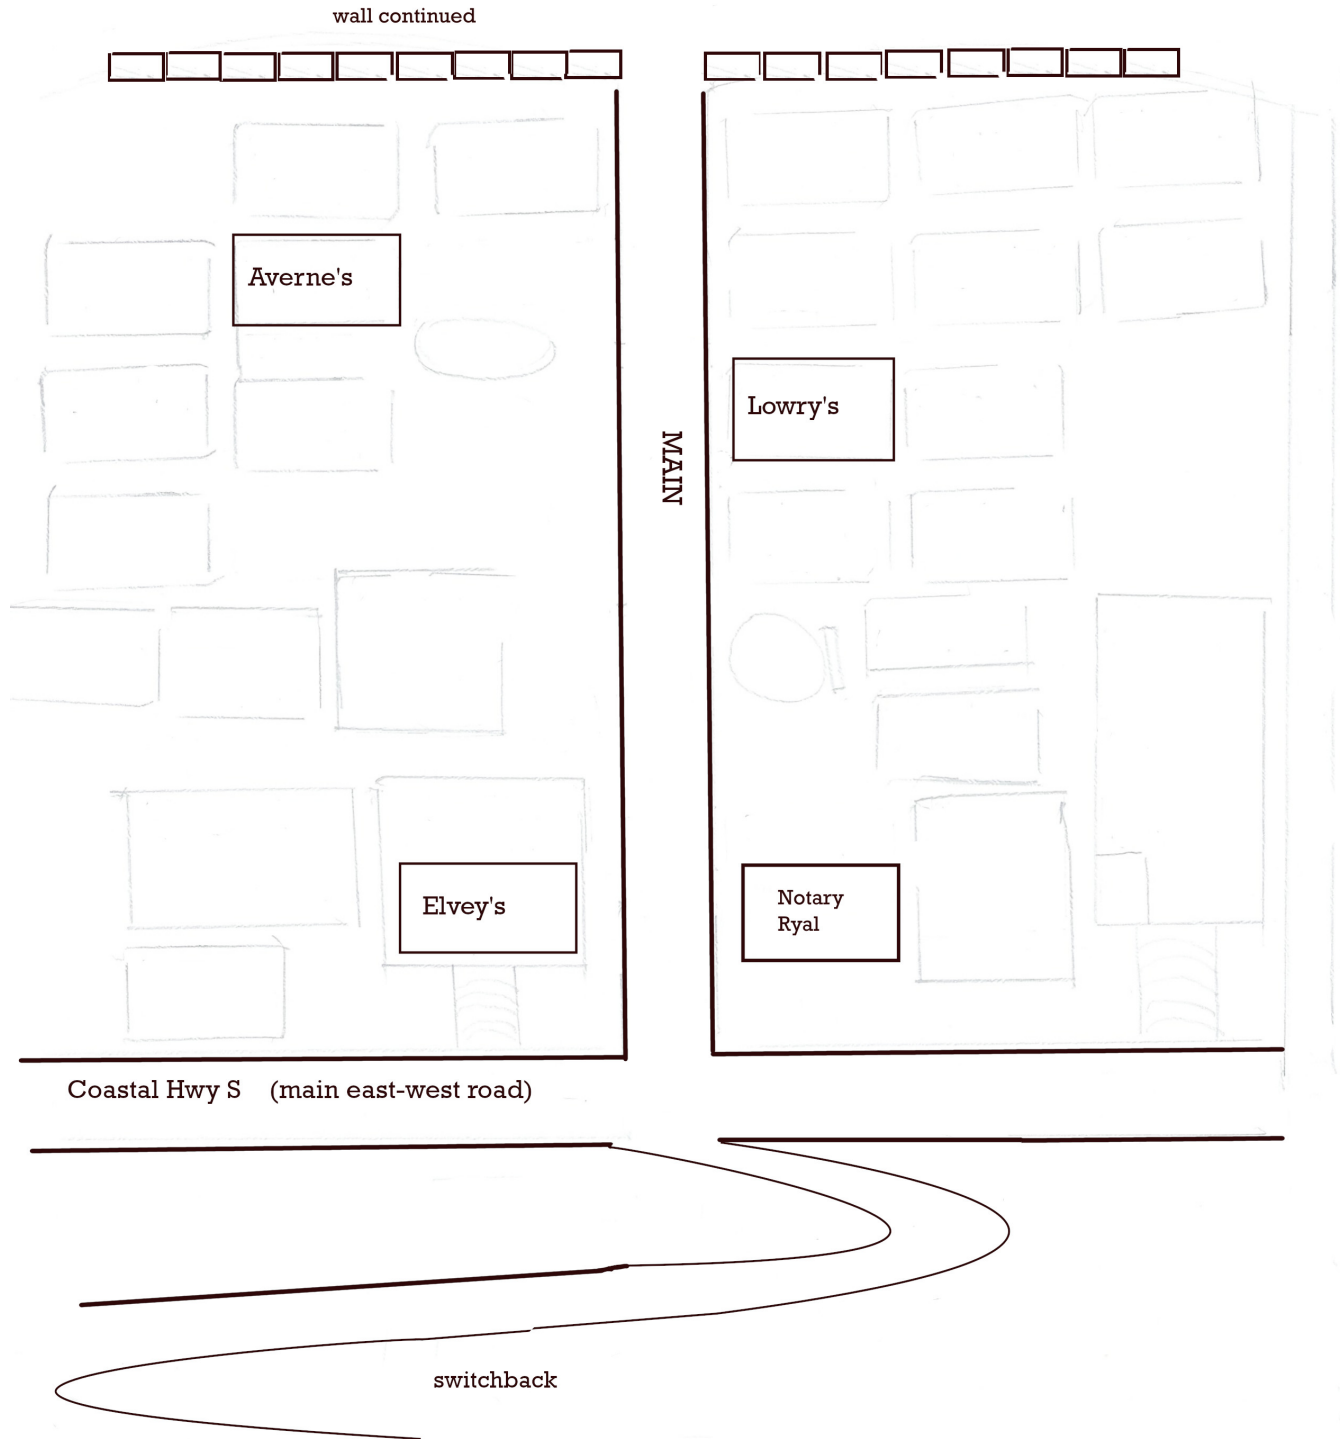 wall continued
Averne's
Lowry's
MAIN
Elvey's
Notary
Ryal
Coastal Hwy S (main east-west road)
switchback